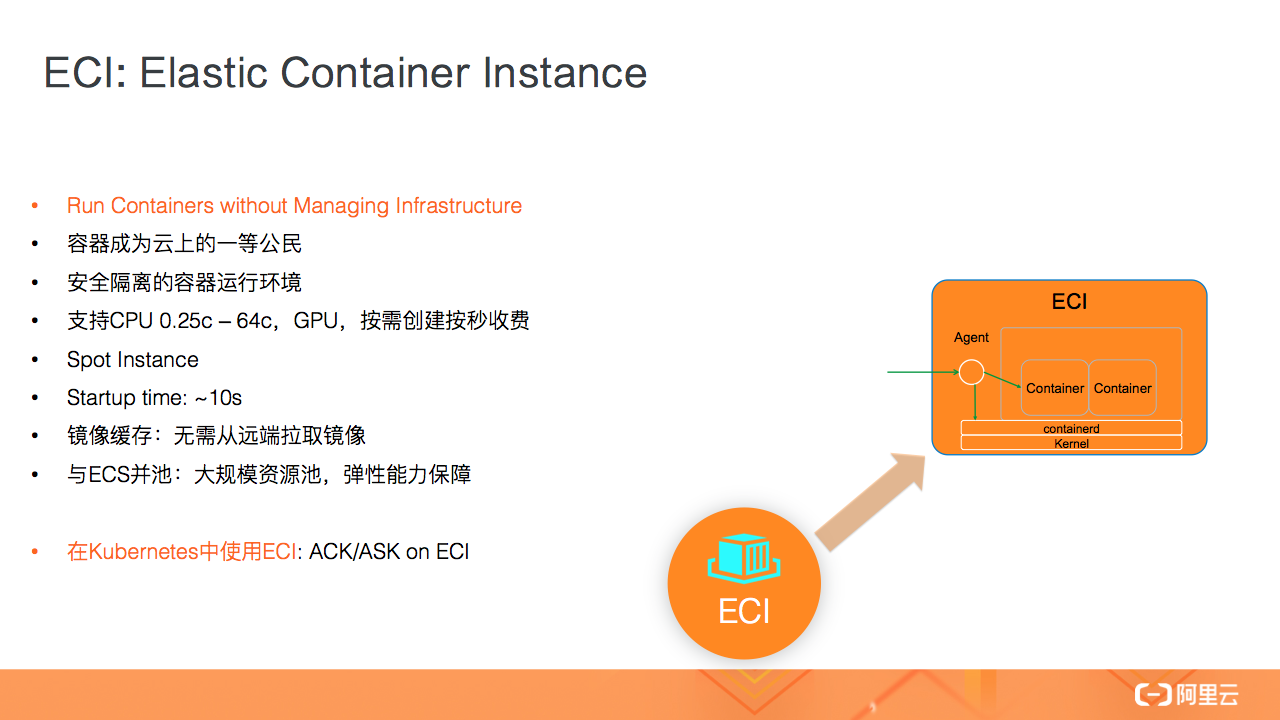 ECI: Elastic Container Instance
• Run Containers without Managing Infrastructure
• 容器成为云上的一等公民
• 安全隔离的容器运行环境
• 支持CPU 0.25c – 64c，GPU，按需创建按秒收费
• Spot Instance
• Startup time: ~10s
• 镜像缓存：无需从远端拉取镜像
• 与ECS并池：大规模资源池，弹性能力保障
• 在Kubernetes中使用ECI: ACK/ASK on ECI
ECI
Agent
Container Container
containerd
Kernel
ECI
阿里云